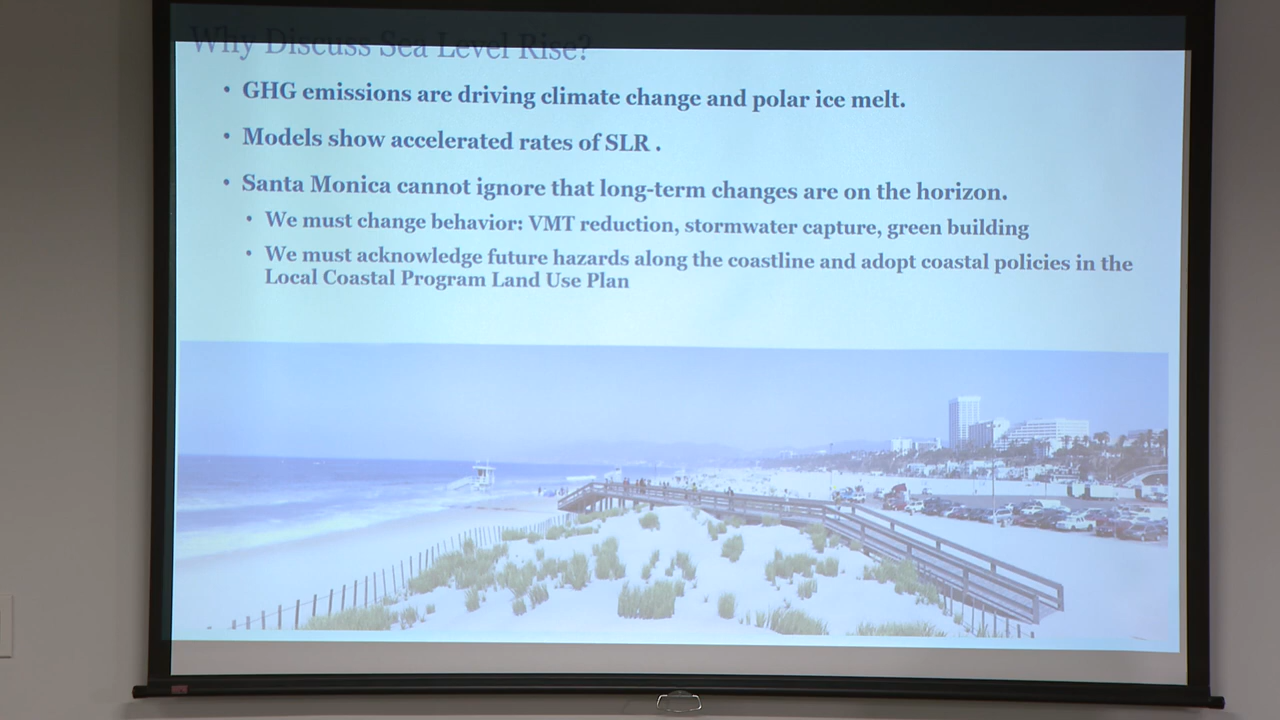 Why Discuss Sea Level Rise?
• GHG emissions are driving climate change and polar ice melt.
• Models show accelerated rates of SLR .
• Santa Monica cannot ignore that long-term changes are on the horizon.
• We must change behavior: VMT reduction, stormwater capture, green building
• We must acknowledge future hazards along the coastline and adopt coastal policies in the
Local Coastal Program Land Use Plan